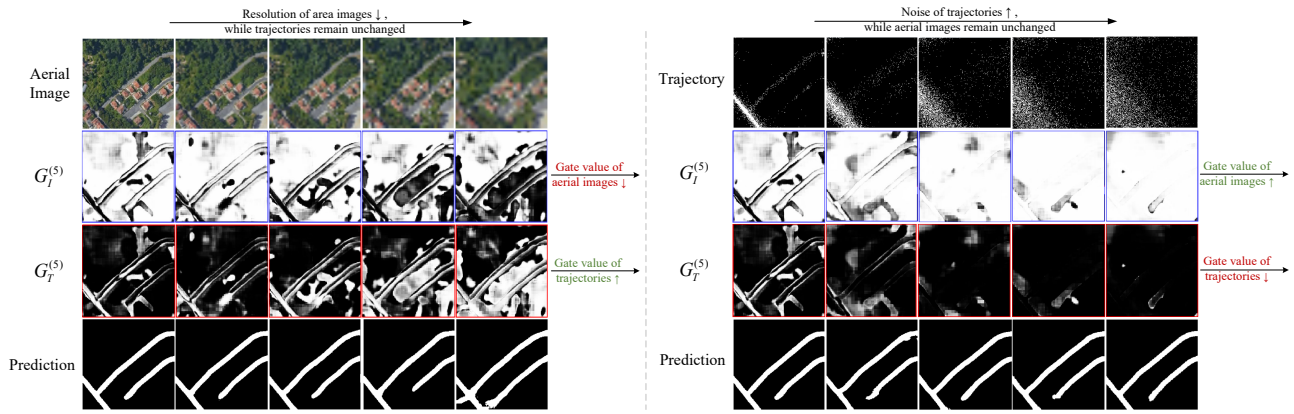 Resolution of area images ↓ ,
while trajectories remain unchanged
Aerial
Image
G_I^(5)
Gate value of
aerial images ↓
G_T^(5)
Gate value of
trajectories ↑
Prediction
Noise of trajectories ↑ ,
while aerial images remain unchanged
Trajectory
G_I^(5)
Gate value of
aerial images ↑
G_T^(5)
Gate value of
trajectories ↓
Prediction